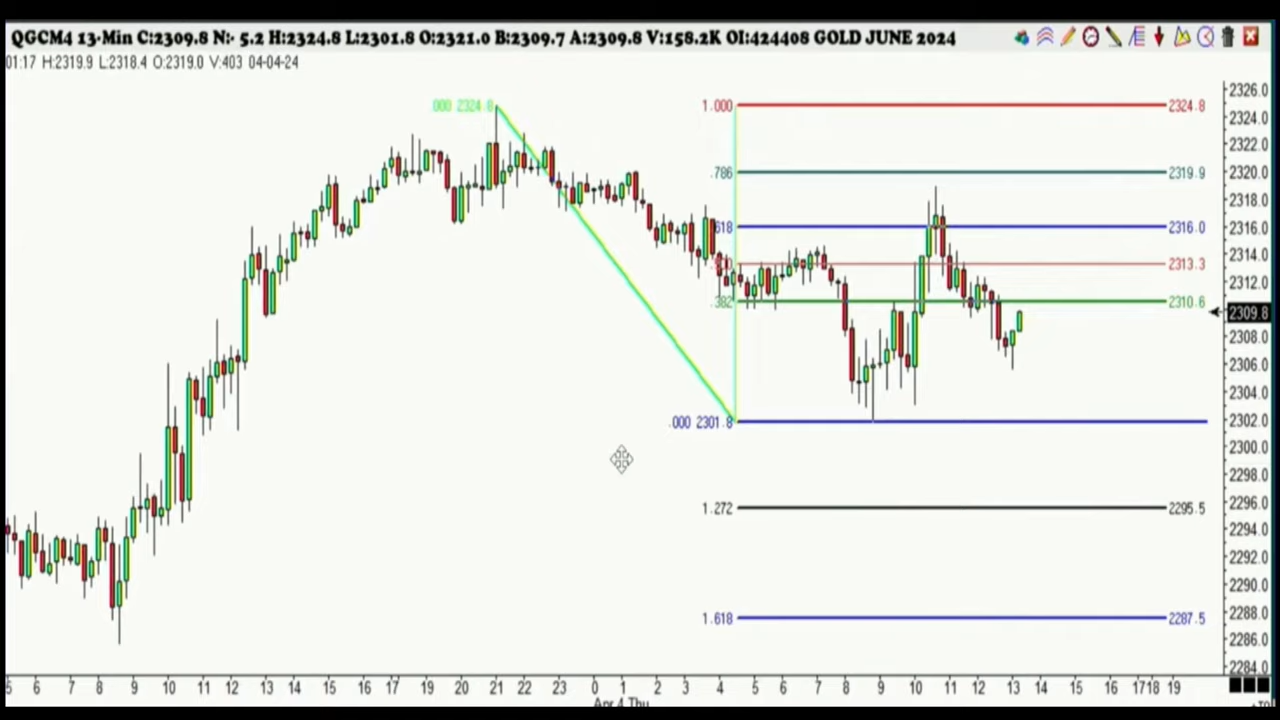 QGCM4 13-Min C:2309.8 N:- 5.2 H:2324.8 L:2301.8 O:2321.0 B:2309.7 A:2309.8 V:158.2K OI:424408 GOLD JUNE 2024
01:17 H:2319.9 L:2318.4 O:2319.0 V:403 04-04-24
2326.0
000 2324.8 1.000 2324.8
2324.0
2322.0
.786 2319.9 2320.0
2318.0
618 2316.0 2316.0
2314.0
2313.3
2312.0
.382 2310.6
2309.8
2308.0
2306.0
2304.0
.000 2301.8 2302.0
2300.0
2298.0
1.272 2295.5 2296.0
2294.0
2292.0
2290.0
1.618 2287.5 2288.0
2286.0
2284.0
5 6 7 8 9 10 11 12 13 14 15 16 17 19 20 21 22 23 0 1 2 3 4 5 6 7 8 9 10 11 12 13 14 15 16 17 18 19
Apr 4 Thu